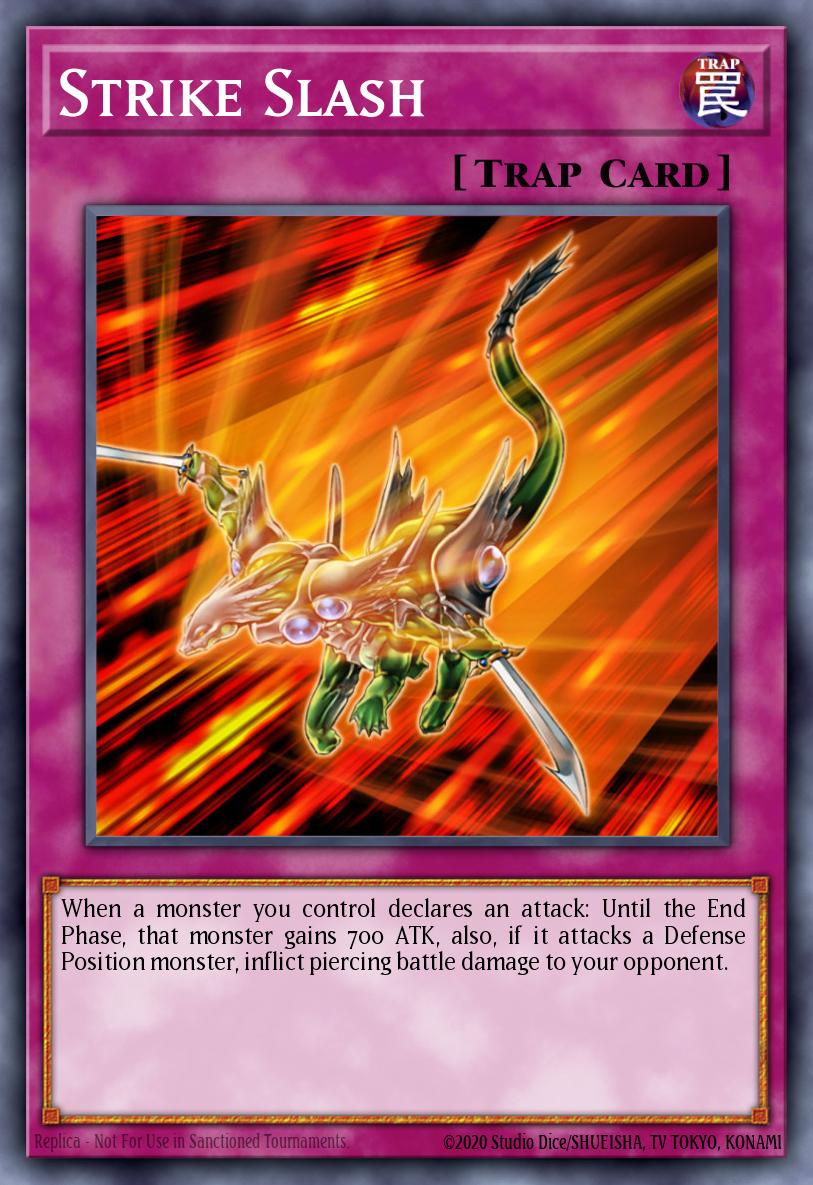 Strike Slash
TRAP
罠
[Trap Card]
When a monster you control declares an attack: Until the End
Phase, that monster gains 700 ATK, also, if it attacks a Defense
Position monster, inflict piercing battle damage to your opponent.
Replica - Not For Use in Sanctioned Tournaments.
©2020 Studio Dice/SHUEISHA, TV TOKYO, KONAMI